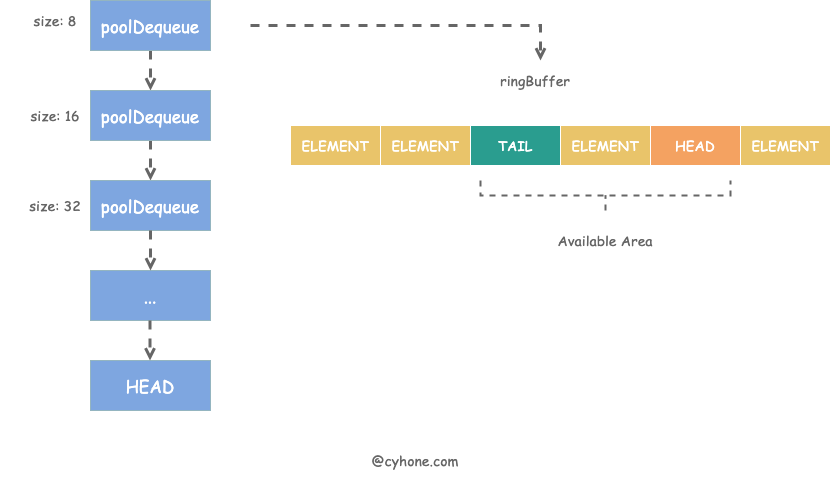 size: 8
poolDequeue
size: 16
poolDequeue
size: 32
poolDequeue
...
HEAD
ringBuffer
ELEMENT ELEMENT TAIL ELEMENT HEAD ELEMENT
Available Area
@cyhone.com